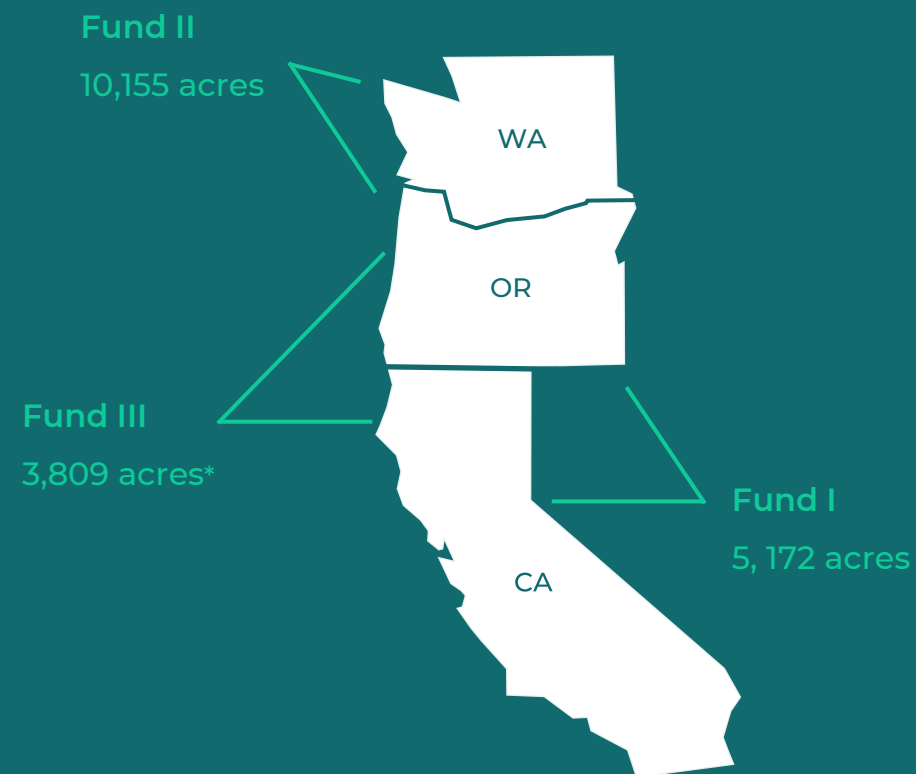 Fund II
10,155 acres
WA
OR
Fund III
3,809 acres*
Fund I
5, 172 acres
CA